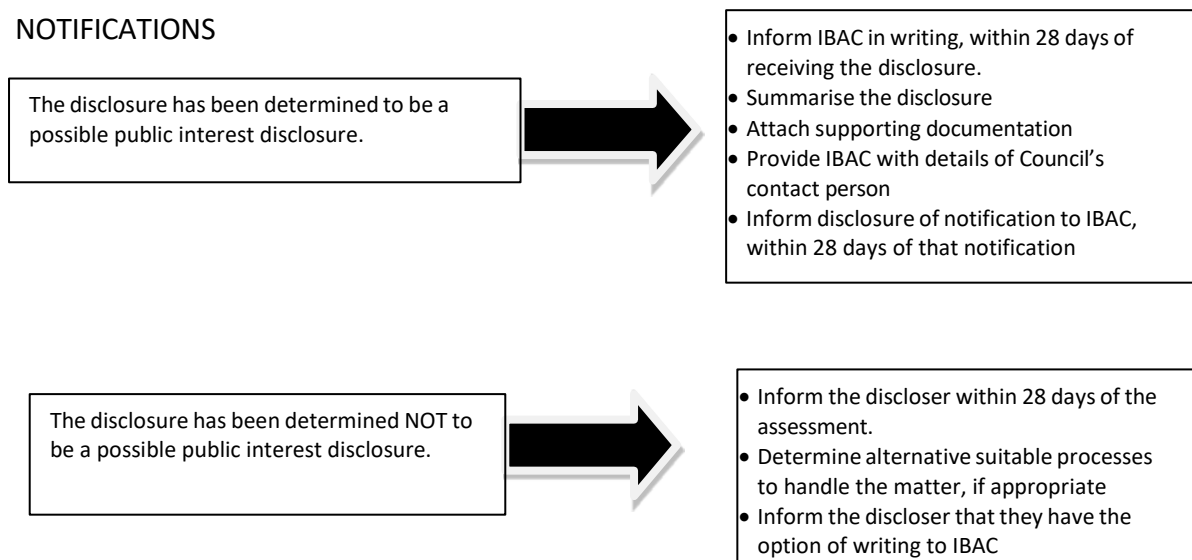 NOTIFICATIONS
The disclosure has been determined to be a
possible public interest disclosure.
• Inform IBAC in writing, within 28 days of
receiving the disclosure.
• Summarise the disclosure
• Attach supporting documentation
• Provide IBAC with details of Council’s
contact person
• Inform disclosure of notification to IBAC,
within 28 days of that notification
The disclosure has been determined NOT to
be a possible public interest disclosure.
• Inform the discloser within 28 days of the
assessment.
• Determine alternative suitable processes
to handle the matter, if appropriate
• Inform the discloser that they have the
option of writing to IBAC